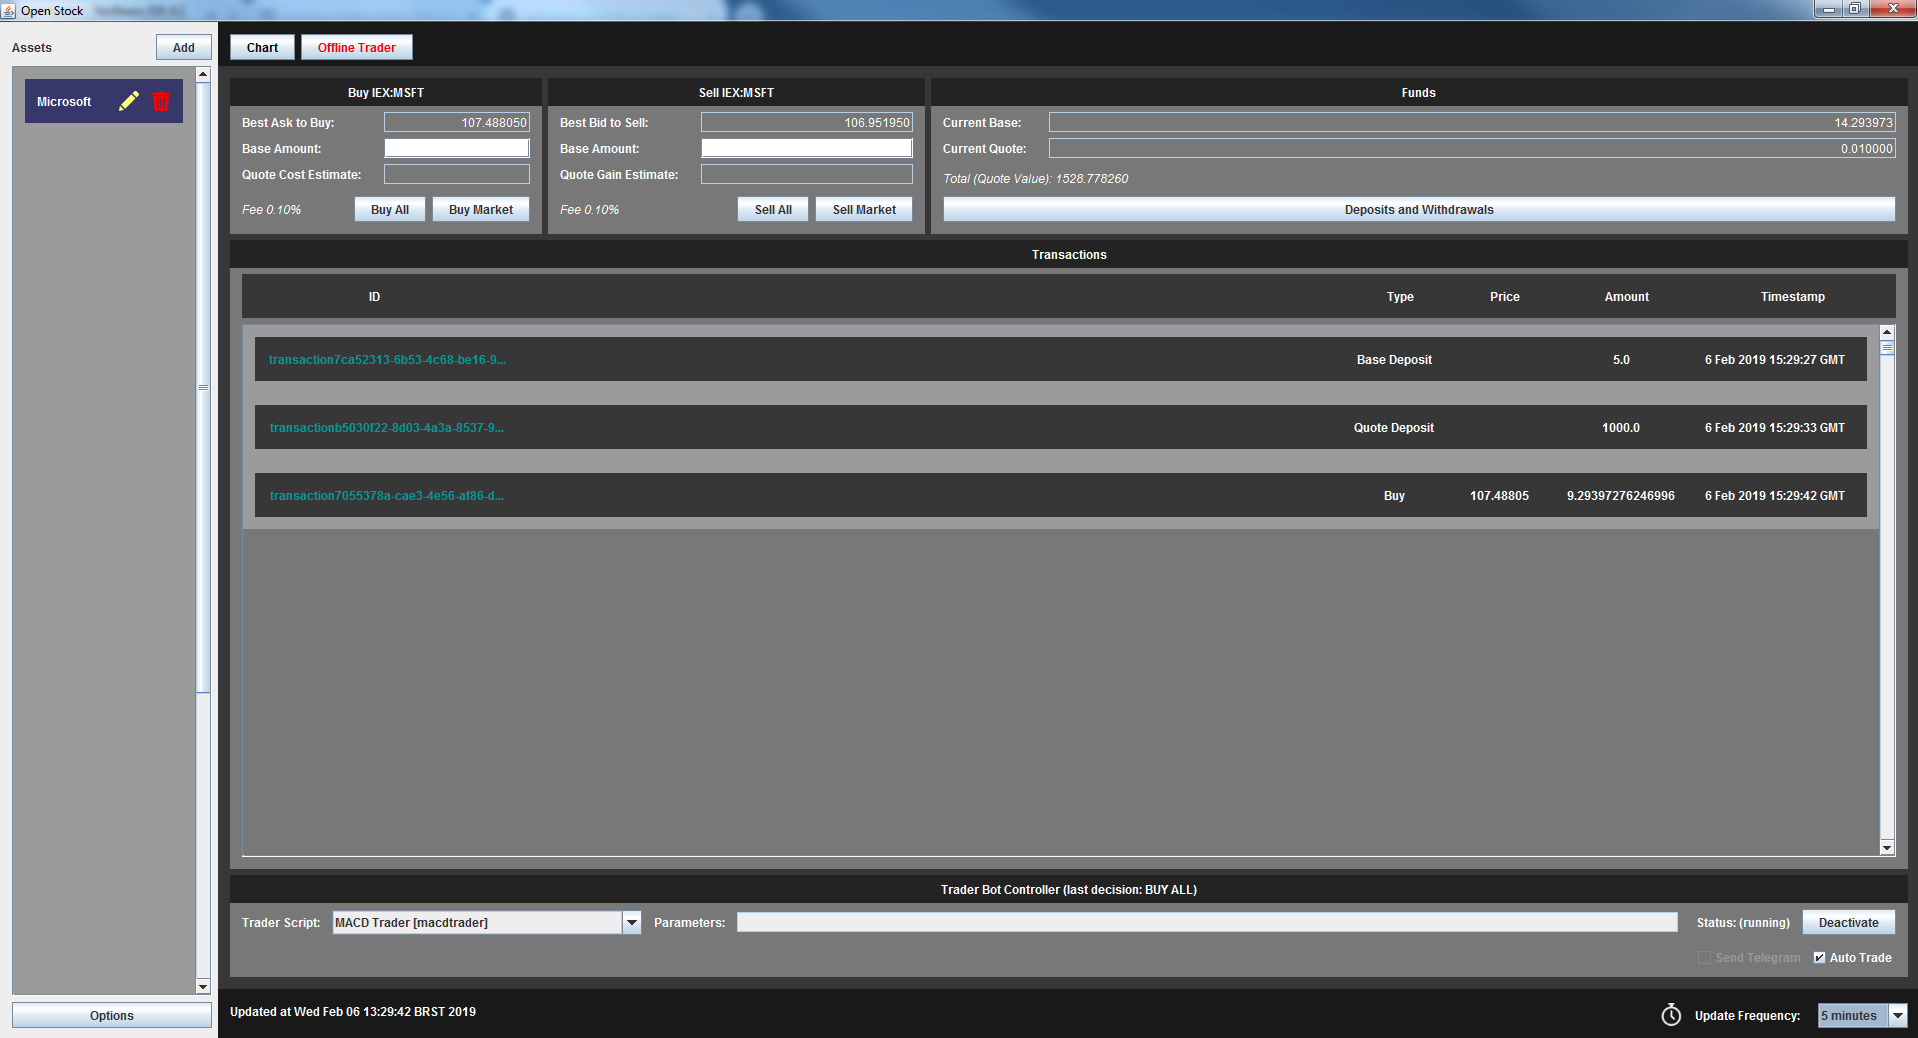 Open Stock
Assets
Add
Chart
Offline Trader
Microsoft
Buy IEX:MSFT
Best Ask to Buy: 107.488050
Base Amount:
Quote Cost Estimate:
Fee 0.10%
Buy All
Buy Market
Sell IEX:MSFT
Best Bid to Sell: 106.951950
Base Amount:
Quote Gain Estimate:
Fee 0.10%
Sell All
Sell Market
Funds
Current Base: 14.293973
Current Quote: 0.010000
Total (Quote Value): 1528.778260
Deposits and Withdrawals
Transactions
ID Type Price Amount Timestamp
transaction7ca52313-6b53-4c68-be16-9... Base Deposit 5.0 6 Feb 2019 15:29:27 GMT
transactionb5030f22-8d03-4a3a-8537-9... Quote Deposit 1000.0 6 Feb 2019 15:29:33 GMT
transaction7055378a-cae3-4e56-af86-d... Buy 107.48805 9.29397276246996 6 Feb 2019 15:29:42 GMT
Trader Bot Controller (last decision: BUY ALL)
Trader Script: MACD Trader [macdtrader] Parameters: Status: (running) Deactivate
Send Telegram Auto Trade
Options
Updated at Wed Feb 06 13:29:42 BRST 2019
Update Frequency: 5 minutes